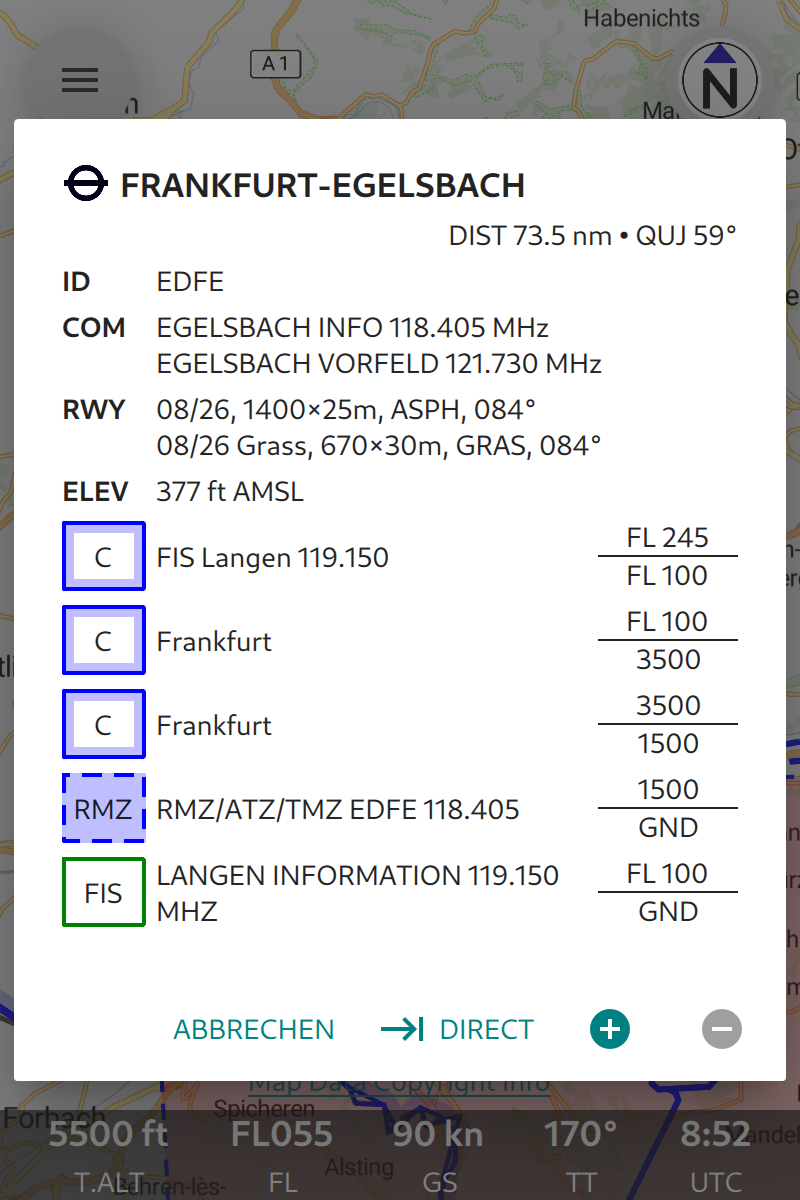 Habenichts
A 1
N
FRANKFURT-EGELSBACH
DIST 73.5 nm • QUJ 59°
ID EDFE
COM EGELSBACH INFO 118.405 MHz
EGELSBACH VORFELD 121.730 MHz
RWY 08/26, 1400×25m, ASPH, 084°
08/26 Grass, 670×30m, GRAS, 084°
ELEV 377 ft AMSL
C FIS Langen 119.150 FL 245
FL 100
C Frankfurt FL 100
3500
C Frankfurt 3500
1500
RMZ RMZ/ATZ/TMZ EDFE 118.405 1500
GND
FIS LANGEN INFORMATION 119.150 FL 100
MHZ GND
ABBRECHEN DIRECT
Map Data Copyright Info
Forbach Spicheren
5500 ft FL055 90 kn 170° 8:52
Alsting
T.ALT FL GS TT UTC
Behren-lès-